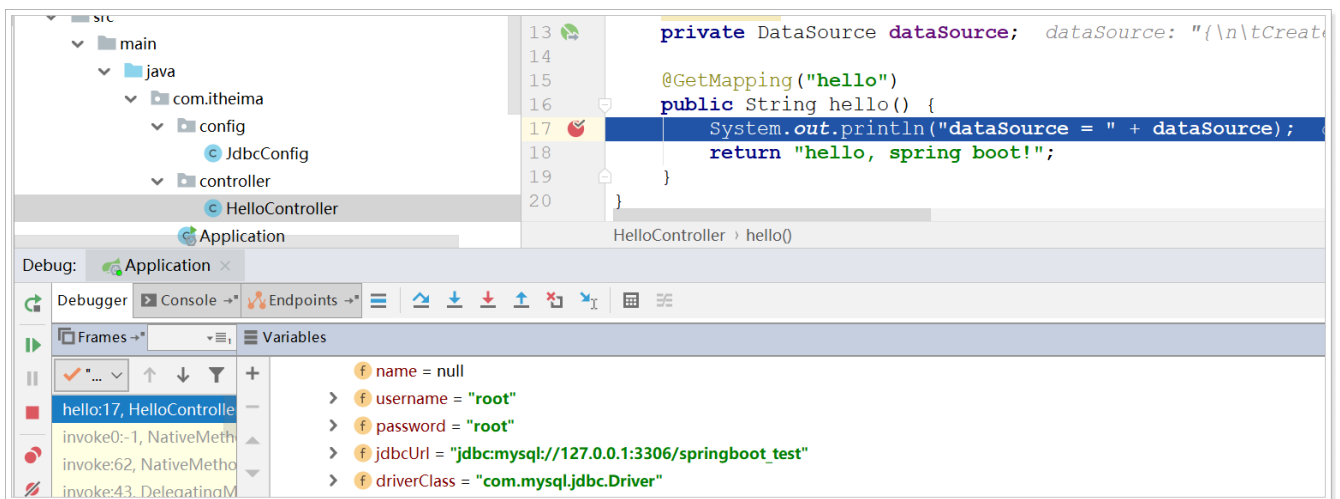 src
main
java
com.itheima
config
JdbcConfig
controller
HelloController
Application
13 private DataSource dataSource; dataSource: "{\n\tCreate
14
15 @GetMapping("hello")
16 public String hello() {
17 System.out.println("dataSource = " + dataSource);
18 return "hello, spring boot!";
19 }
20 }
HelloController › hello()
Debug: Application ×
Debugger Console Endpoints
Frames Variables
"...
name = null
hello:17, HelloControlle
username = "root"
invoke0:-1, NativeMeth
password = "root"
invoke:62, NativeMetho
jdbcUrl = "jdbc:mysql://127.0.0.1:3306/springboot_test"
invoke:43, DelegatingM
driverClass = "com.mysql.jdbc.Driver"